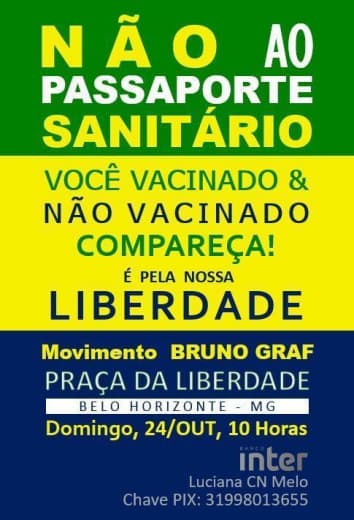 NÃO AO
PASSAPORTE
SANITÁRIO
VOCÊ VACINADO &
NÃO VACINADO
COMPAREÇA!
É PELA NOSSA
LIBERDADE
Movimento BRUNO GRAF
PRAÇA DA LIBERDADE
BELO HORIZONTE - MG
Domingo, 24/OUT, 10 Horas
BANCO
inter
Luciana CN Melo
Chave PIX: 31998013655